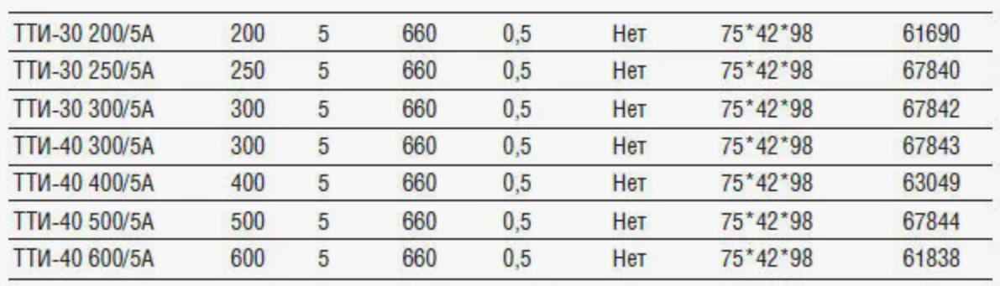 ТТИ-30 200/5А 200 5 660 0,5 Нет 75*42*98 61690
ТТИ-30 250/5А 250 5 660 0,5 Нет 75*42*98 67840
ТТИ-30 300/5А 300 5 660 0,5 Нет 75*42*98 67842
ТТИ-40 300/5А 300 5 660 0,5 Нет 75*42*98 67843
ТТИ-40 400/5А 400 5 660 0,5 Нет 75*42*98 63049
ТТИ-40 500/5А 500 5 660 0,5 Нет 75*42*98 67844
ТТИ-40 600/5А 600 5 660 0,5 Нет 75*42*98 61838